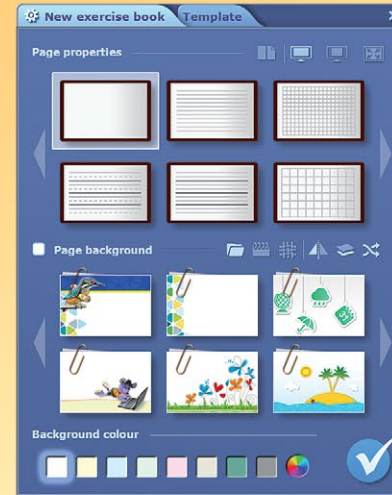 New exercise book Template
Page properties
Page background
Background colour